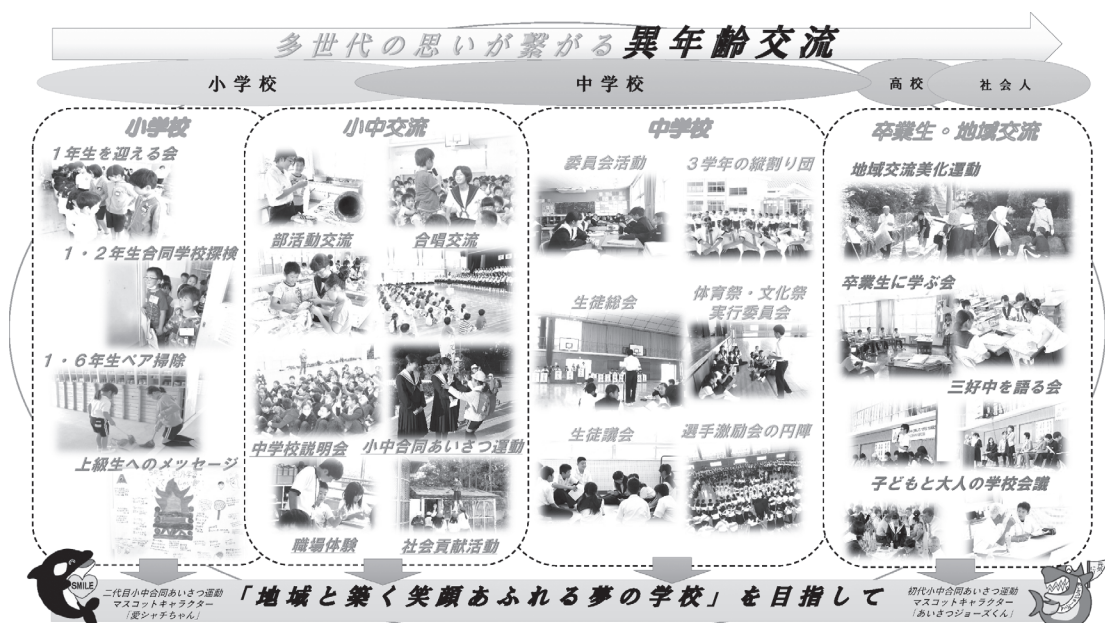 多世代の思いが繋がる異年齢交流
小学校
中学校
高校
社会人
小学校
1年生を迎える会
1・2年生合同学校探検
1・6年生ペア掃除
上級生へのメッセージ
小中交流
部活動交流
合唱交流
中学校説明会
小中合同あいさつ運動
職場体験
社会貢献活動
中学校
委員会活動
3学年の縦割り団
生徒総会
体育祭・文化祭
実行委員会
生徒議会
選手激励会の円陣
卒業生・地域交流
地域交流美化運動
卒業生に学ぶ会
三好中を語る会
子どもと大人の学校会議
SMILE
二代目小中合同あいさつ運動
マスコットキャラクター
「愛シャチちゃん」
「地域と築く笑顔あふれる夢の学校」を目指して
初代小中合同あいさつ運動
マスコットキャラクター
「あいさつジョーズくん」